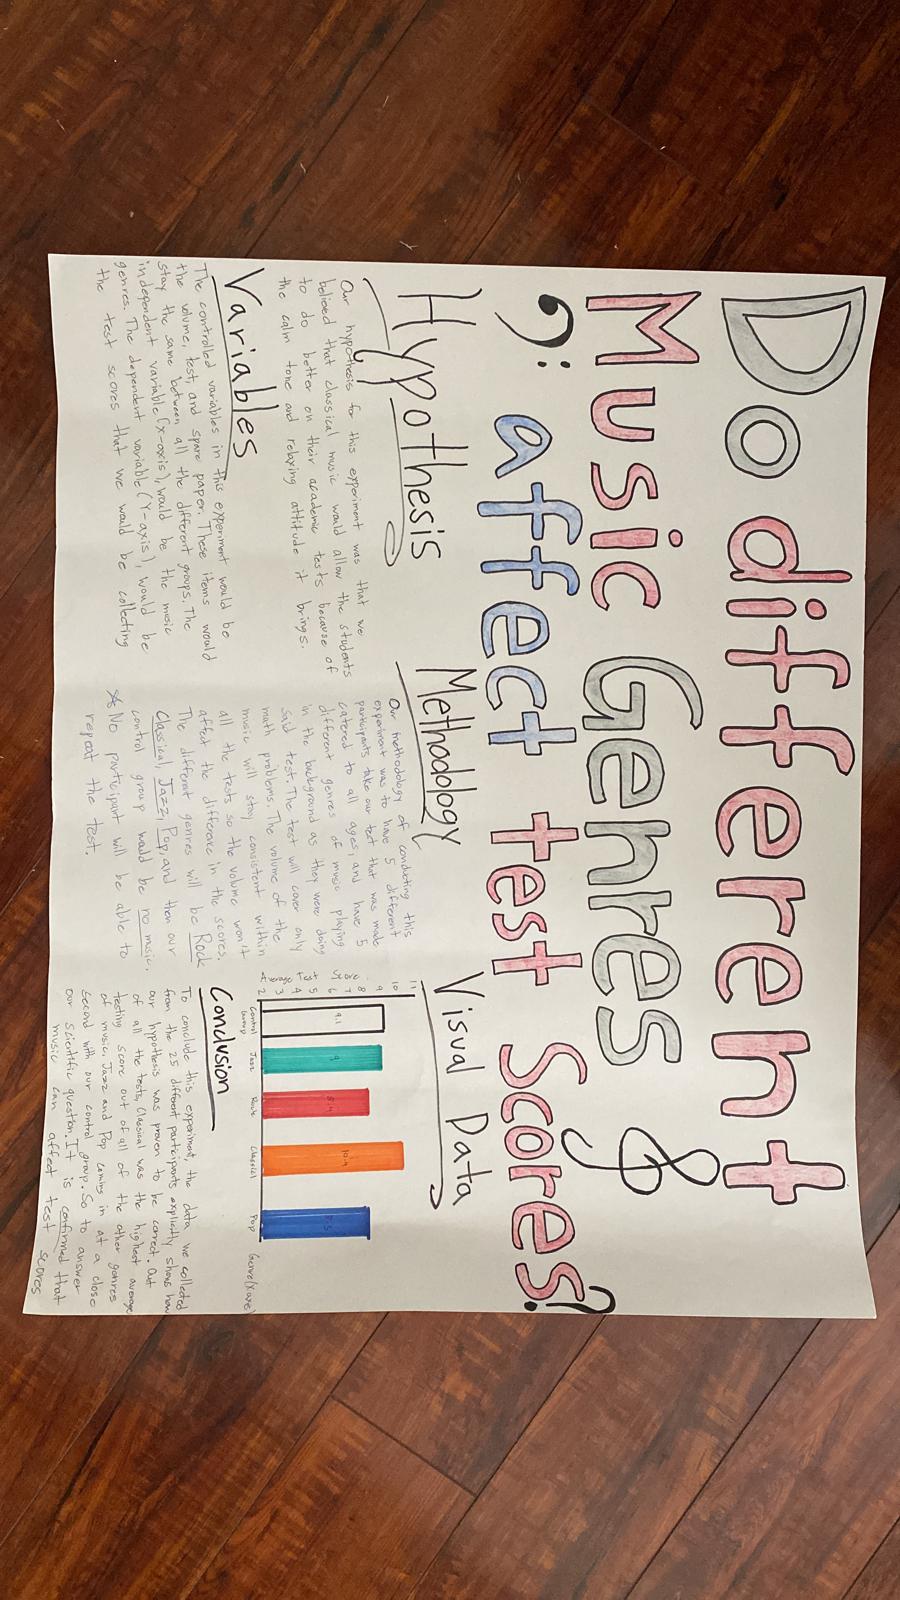 Do different
Music Genres &
affect test scores?
Hypothesis
Our hypothesis for this experiment was that we
believed that classical music would allow the students
to do better on their academic tests because of
the calm tone and relaxing attitude it brings.
Variables
The controlled variables in this experiment would be
the volume, test, and spare paper. These items would
stay the same between all the different groups. The
independent variable (x-axis), would be the music
genres. The dependent variable (Y-axis), would be
the test scores that we would be collecting
Methodology
Our methodology of conducting this
experiment was to have 5 different
participants take our test that was made
catered to all ages, and have 5
different genres of music playing
in the background as they were doing
said test. The test will cover only
math problems. The volume of the
music will stay consistent within
all the tests so the volume won't
affect the difference in the scores.
The different genres will be Rock
Classical, Jazz, Pop, and then our
control group would be no music.
No participant will be able to
repeat the test.
Visual Data
Average Test Score
11
10
9
8
7
6
5
4
3
2
9.1
9
8.4
10.4
8.5
Control Group
Jazz
Classical
Pop
Genre(x axe)
Conclusion
To conclude this experiment, the data we collected
from the 25 different participants explicitly shows how
our hypothesis was proven to be correct. Out
of all the tests, Classical was the highest average
testing score out of all of the other genres
of music. Jazz and Pop coming in at a close
second with our control group. So to answer
our scientific question. It is confirmed that
music can affect test scores